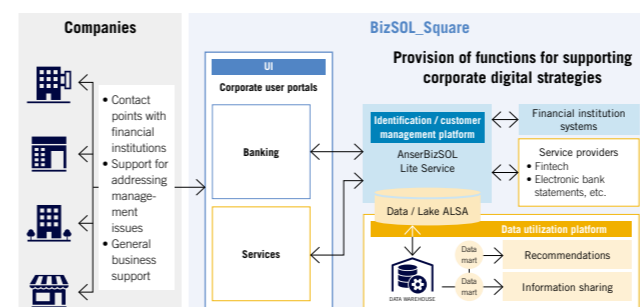 Companies
• Contact
points with
financial
institutions
• Support for
addressing
manage-
ment
issues
• General
business
support
BizSOL_Square
UI
Corporate user portals
Banking
Services
Provision of functions for supporting
corporate digital strategies
Identification / customer
management platform
AnserBizSOL
Lite Service
Financial institution
systems
Service providers
• Fintech
• Electronic bank
statements, etc.
Data / Lake ALSA
Data utilization platform
DATA WAREHOUSE
Data
mart
Recommendations
Data
mart
Information sharing